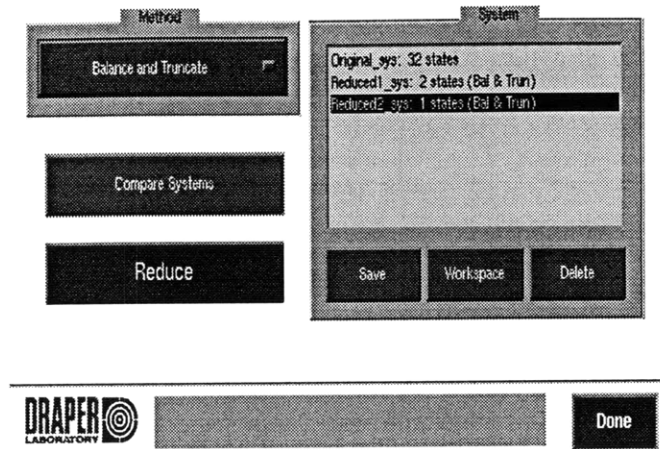 Method
Balance and Truncate
Compare Systems
Reduce
System
Original_sys: 32 states
Reduced1_sys: 2 states (Bal & Trun)
Reduced2_sys: 1 states (Bal & Trun)
Save
Workspace
Delete
DRAPER
LABORATORY
Done